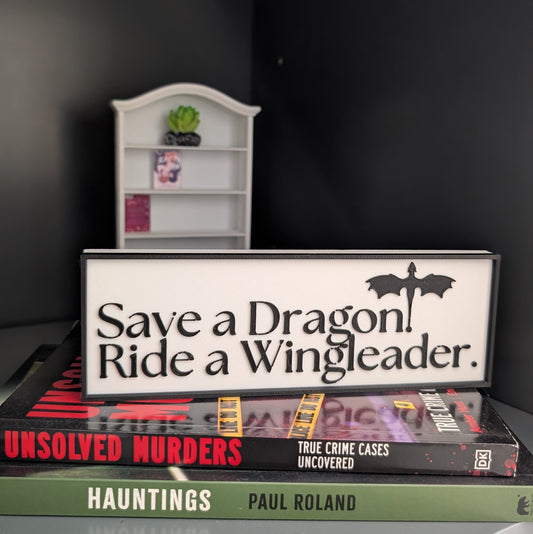 Save a Dragon!
Ride a Wingleader.
UNSOLVED MURDERS
TRUE CRIME CASES
UNCOVERED
DK
HAUNTINGS PAUL ROLAND